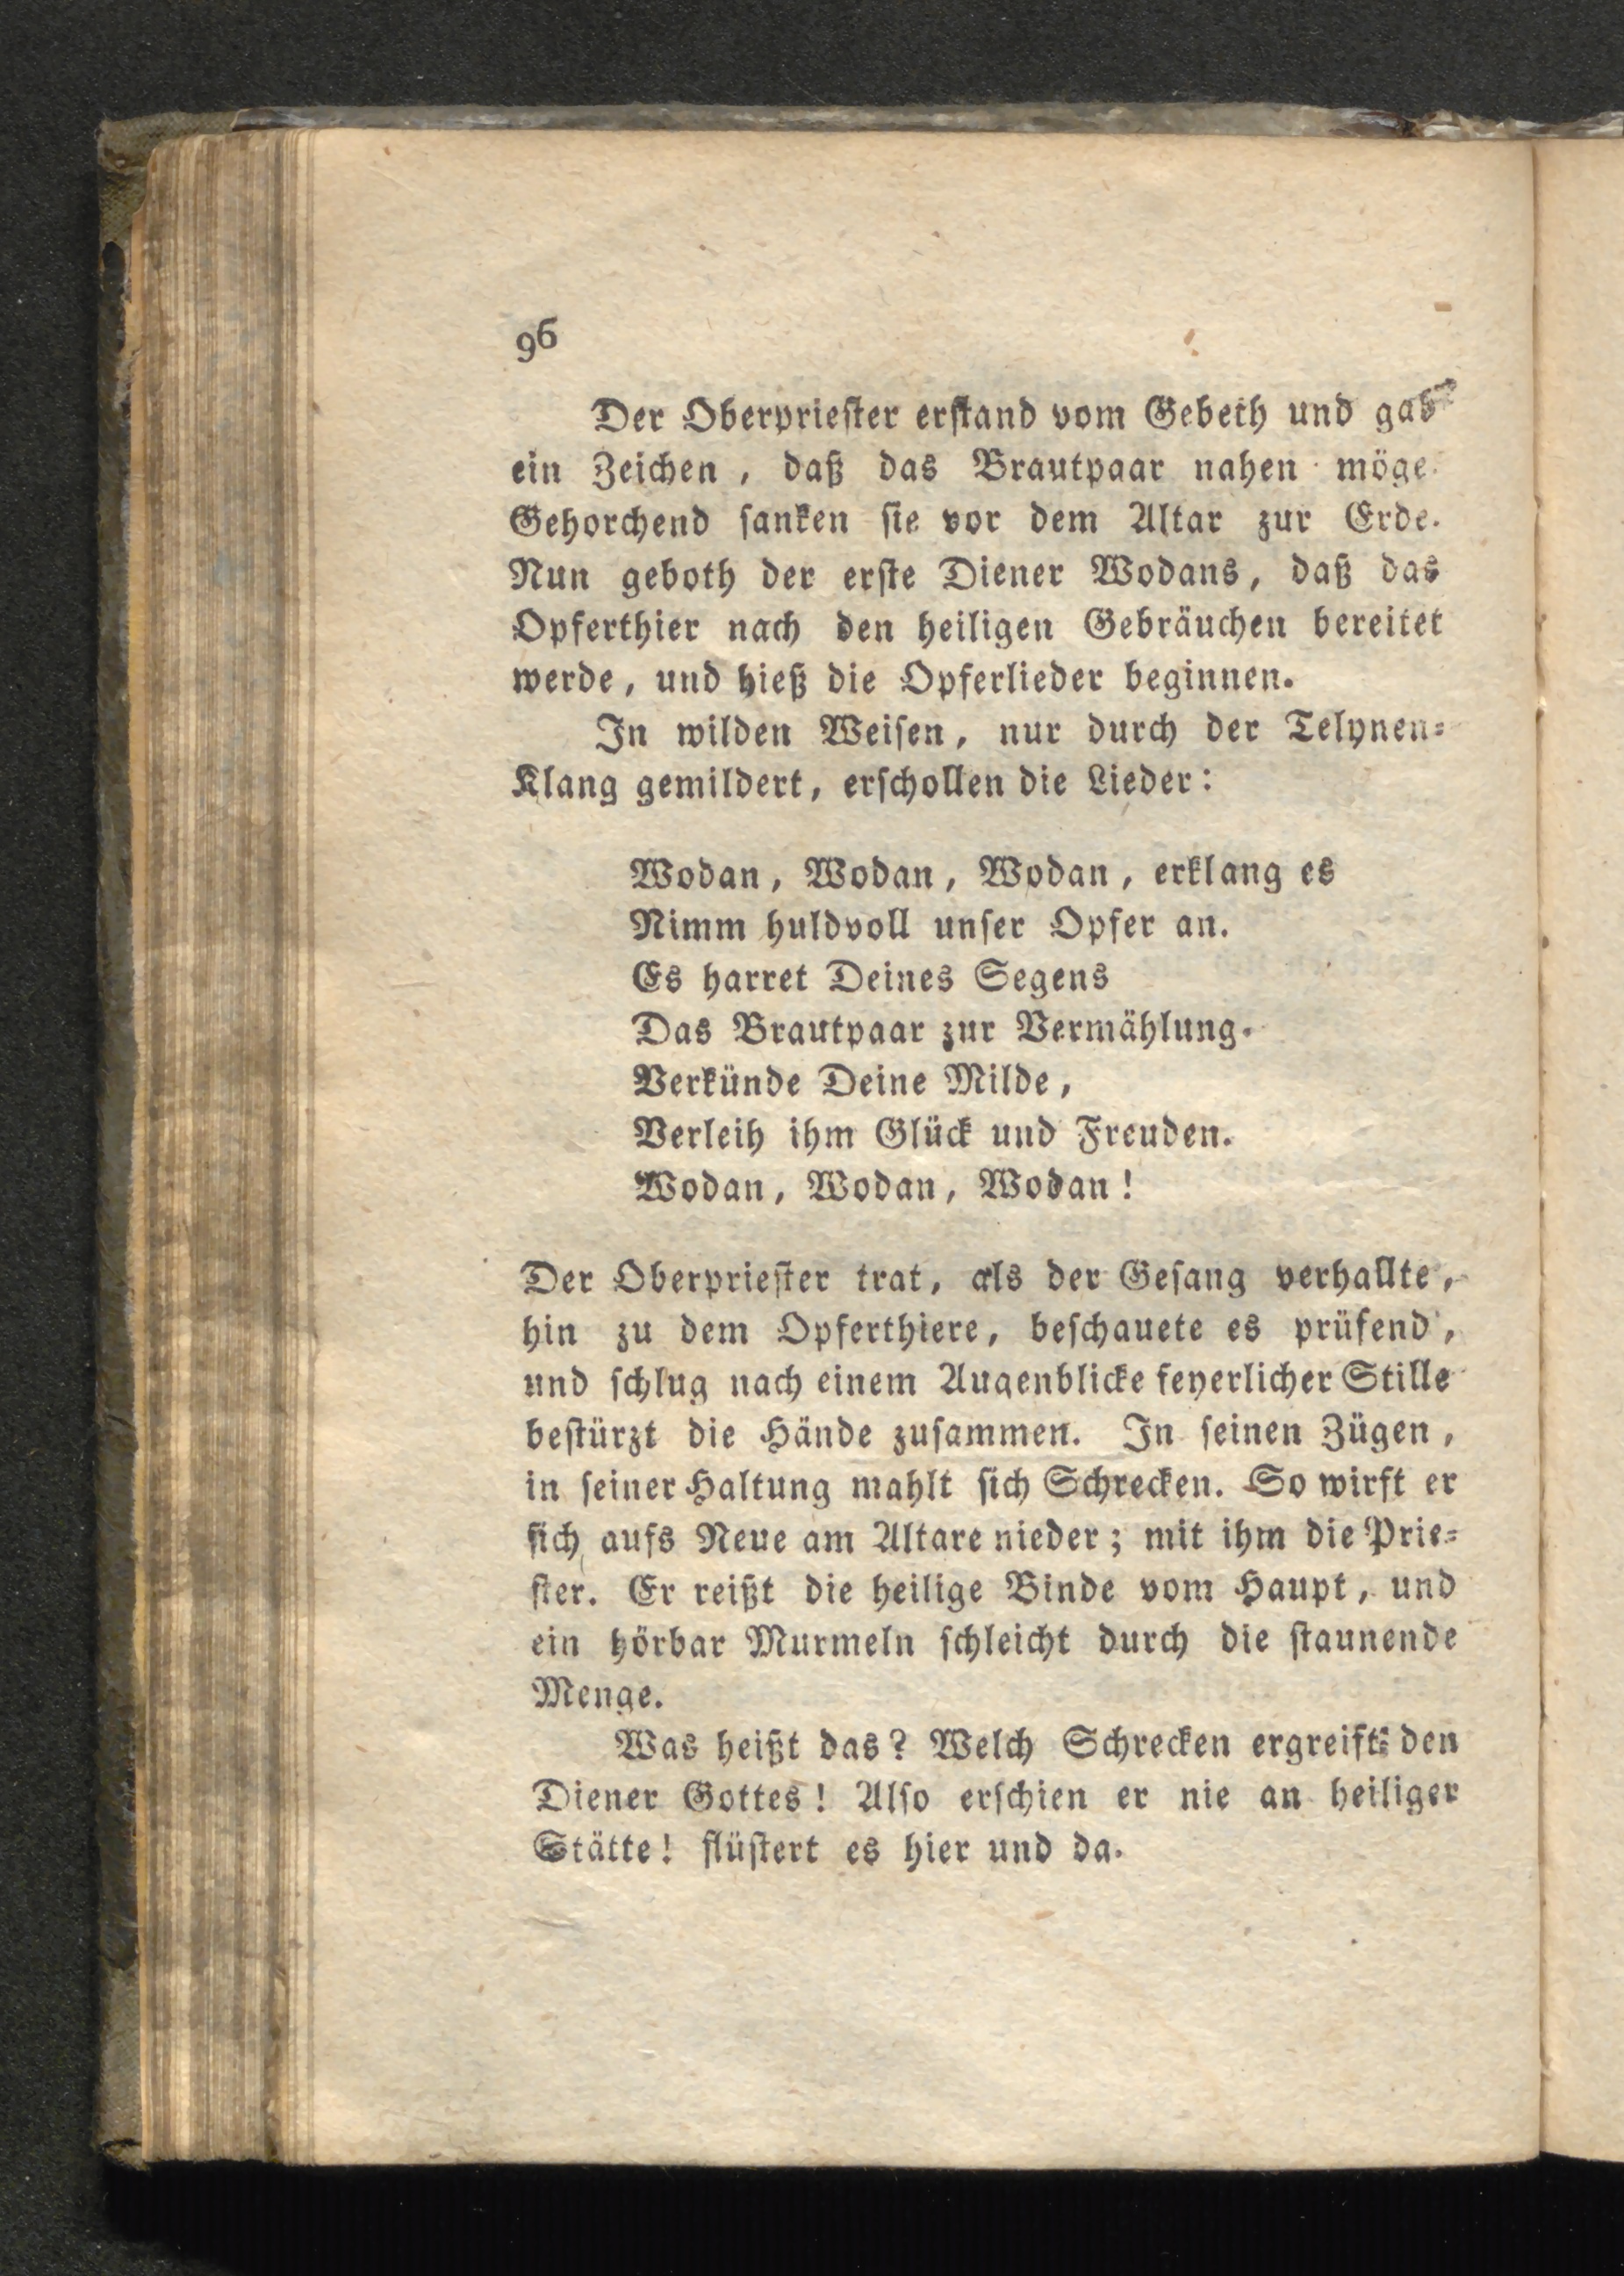 96
Der Oberpriester erstand vom Gebeth und gab
ein Zeichen, daß das Brautpaar nahen möge.
Gehorchend sanken sie vor dem Altar zur Erde.
Nun geboth der erste Diener Wodans, daß das
Opferthier nach den heiligen Gebräuchen bereitet
werde, und hieß die Opferlieder beginnen.
In wilden Weisen, nur durch der Telynen-
Klang gemildert, erschollen die Lieder:
Wodan, Wodan, Wodan, erklang es
Nimm huldvoll unser Opfer an.
Es harret Deines Segens
Das Brautpaar zur Vermählung.
Verkünde Deine Milde,
Verleih ihm Glück und Freuden.
Wodan, Wodan, Wodan!
Der Oberpriester trat, als der Gesang verhallte,
hin zu dem Opferthiere, beschauete es prüfend,
und schlug nach einem Augenblicke feyerlicher Stille
bestürzt die Hände zusammen. In seinen Zügen,
in seiner Haltung mahlt sich Schrecken. So wirft er
sich aufs Neue am Altare nieder; mit ihm die Prie-
ster. Er reißt die heilige Binde vom Haupt, und
ein hörbar Murmeln schleicht durch die staunende
Menge.
Was heißt das? Welch Schrecken ergreift den
Diener Gottes! Also erschien er nie an heiliger
Stätte! flüstert es hier und da.